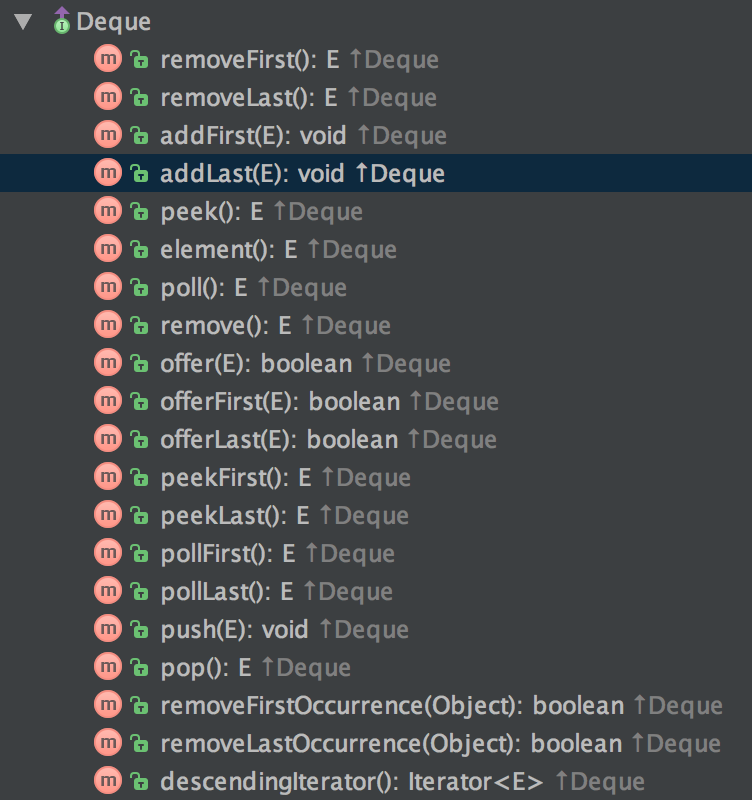 Deque
m removeFirst(): E ↑Deque
m removeLast(): E ↑Deque
m addFirst(E): void ↑Deque
m addLast(E): void ↑Deque
m peek(): E ↑Deque
m element(): E ↑Deque
m poll(): E ↑Deque
m remove(): E ↑Deque
m offer(E): boolean ↑Deque
m offerFirst(E): boolean ↑Deque
m offerLast(E): boolean ↑Deque
m peekFirst(): E ↑Deque
m peekLast(): E ↑Deque
m pollFirst(): E ↑Deque
m pollLast(): E ↑Deque
m push(E): void ↑Deque
m pop(): E ↑Deque
m removeFirstOccurrence(Object): boolean ↑Deque
m removeLastOccurrence(Object): boolean ↑Deque
m descendingIterator(): Iterator<E> ↑Deque